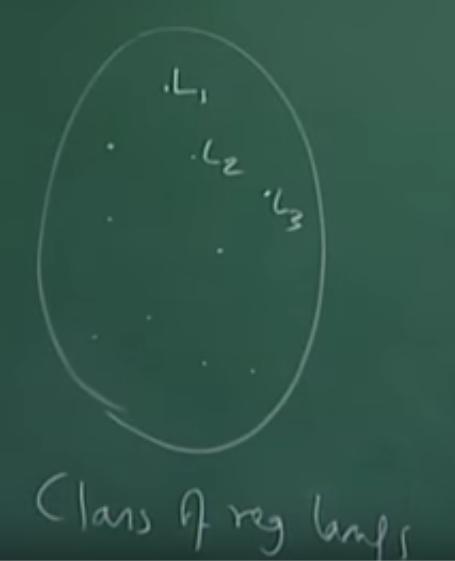 .L₁
.L₂
.L₃
Class of reg langs